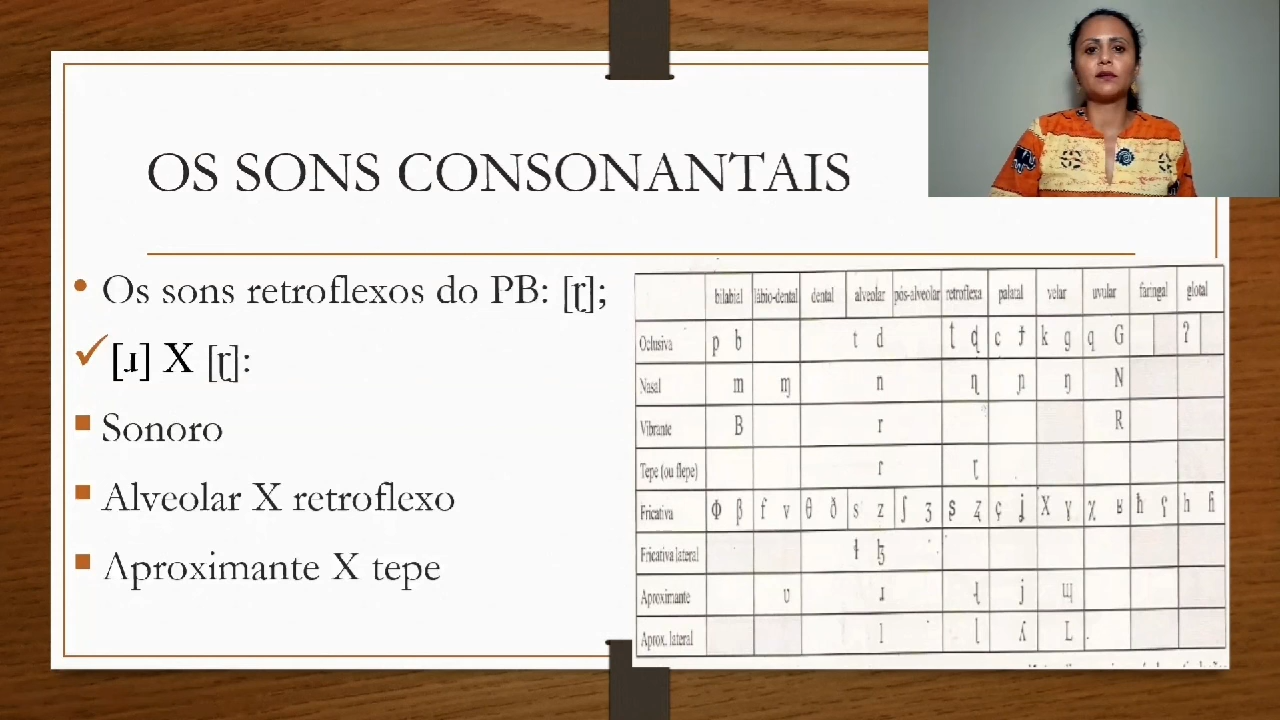 OS SONS CONSONANTAIS
• Os sons retroflexos do PB: [ɽ];
✓[ɹ] X [ɽ]:
▪ Sonoro
▪ Alveolar X retroflexo
▪ Aproximante X tepe
bilabial lábio-dental dental alveolar pós-alveolar retroflexa palatal velar uvular faringal glotal
Oclusiva p b t d ʈ ɖ c ɟ k g q G ʔ
Nasal m ɱ n ɳ ɲ ŋ N
Vibrante B r R
Tepe (ou flepe) ɾ ɽ
Fricativa Φ β f v θ ð s z ʃ ʒ ʂ ʐ ç ʝ X ɣ χ ʁ ħ ʕ h ɦ
Fricativa lateral ɬ ɮ
Aproximante ʋ ɹ ɻ j ɰ
Aprox. lateral l ɭ ʎ L